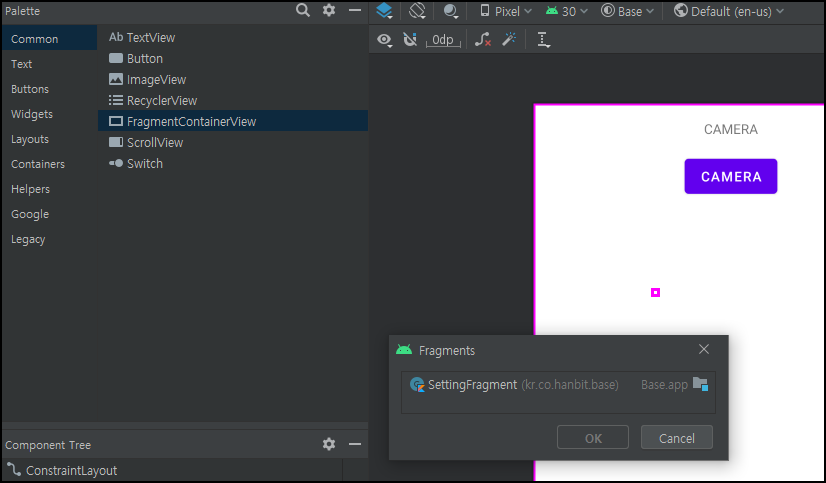 Palette
Common
Text
Buttons
Widgets
Layouts
Containers
Helpers
Google
Legacy
Ab TextView
Button
ImageView
RecyclerView
FragmentContainerView
ScrollView
Switch
Pixel 30 Base Default (en-us)
0dp
CAMERA
CAMERA
Fragments
SettingFragment (kr.co.hanbit.base) Base.app
OK Cancel
Component Tree
ConstraintLayout